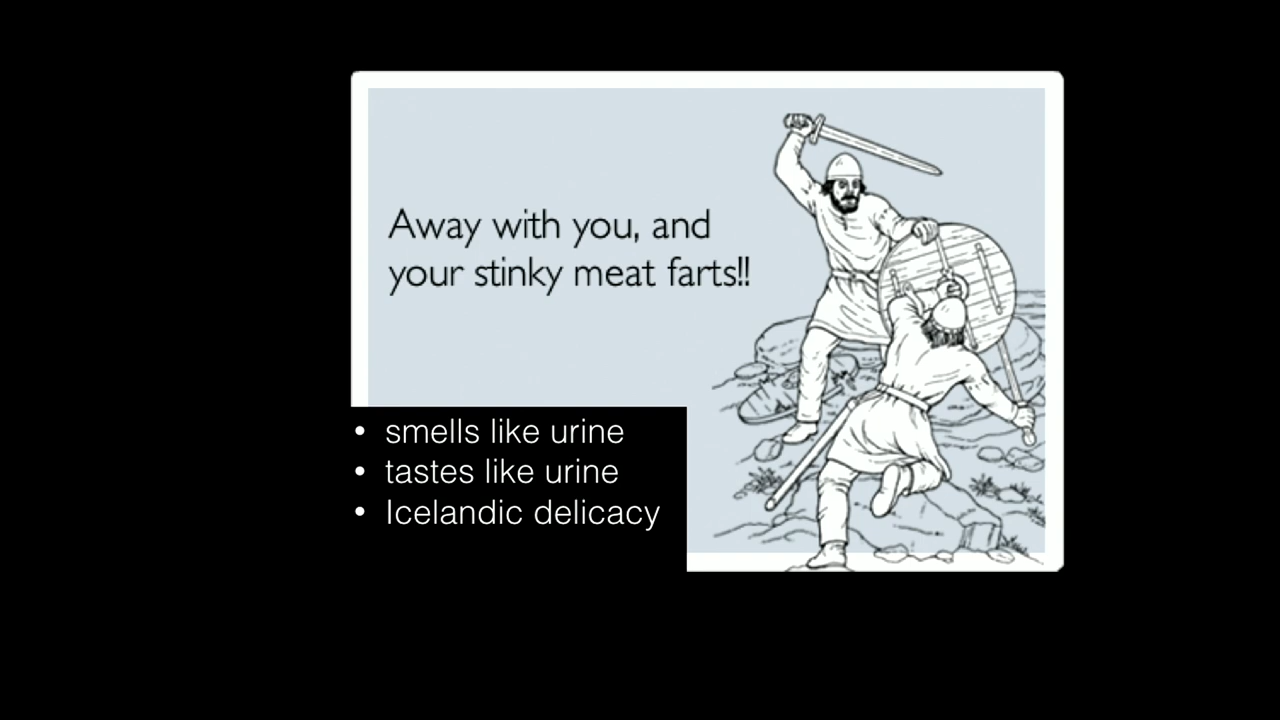 Away with you, and
your stinky meat farts!!
• smells like urine
• tastes like urine
• Icelandic delicacy